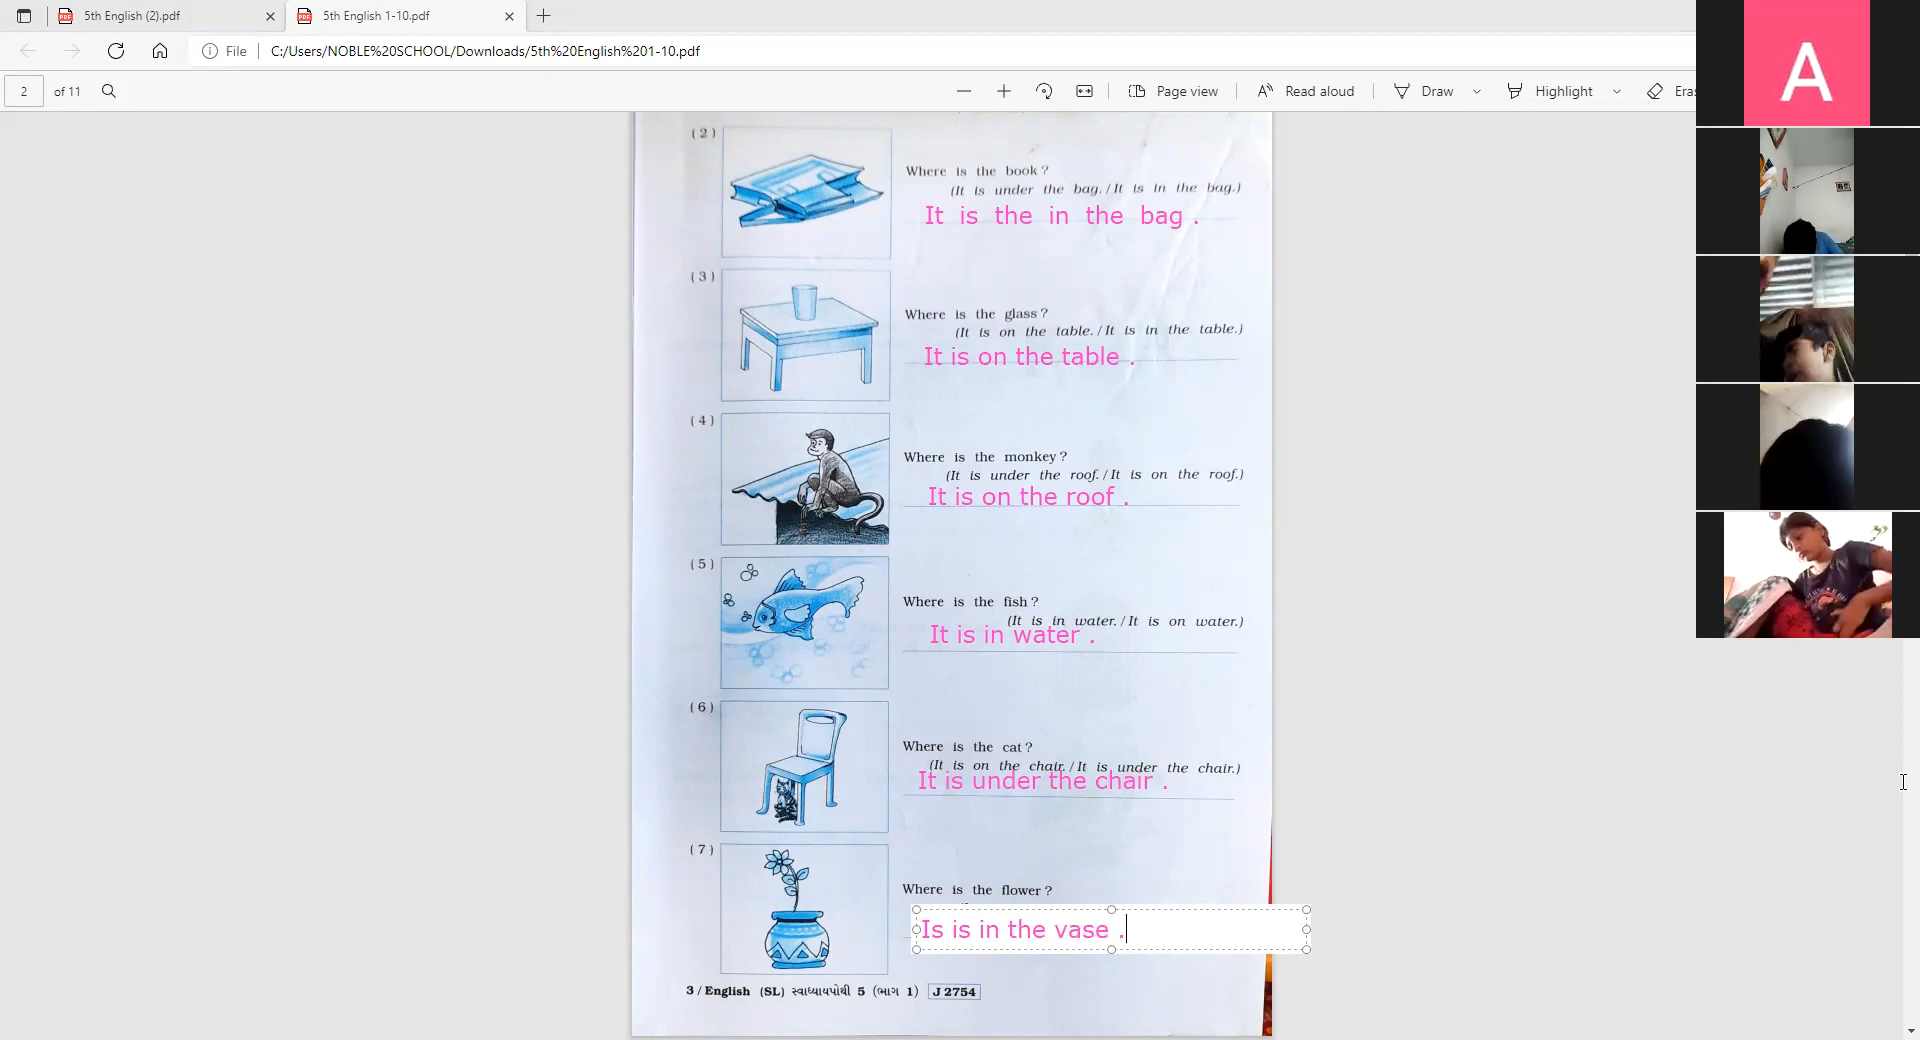 5th English (2).pdf
5th English 1-10.pdf
File
C:/Users/NOBLE%20SCHOOL/Downloads/5th%20English%201-10.pdf
2 of 11
Page view
Read aloud
Draw
Highlight
Eras
A
(2)
Where is the book?
(It is under the bag./It is in the bag.)
It is the in the bag .
(3)
Where is the glass?
(It is on the table./It is in the table.)
It is on the table .
(4)
Where is the monkey?
(It is under the roof./It is on the roof.)
It is on the roof .
(5)
Where is the fish?
(It is in water./It is on water.)
It is in water .
(6)
Where is the cat?
(It is on the chair./It is under the chair.)
It is under the chair .
(7)
Where is the flower?
Is is in the vase .
3 / English (SL) સ્વાધ્યાયપોથી 5 (ભાગ 1) J 2754